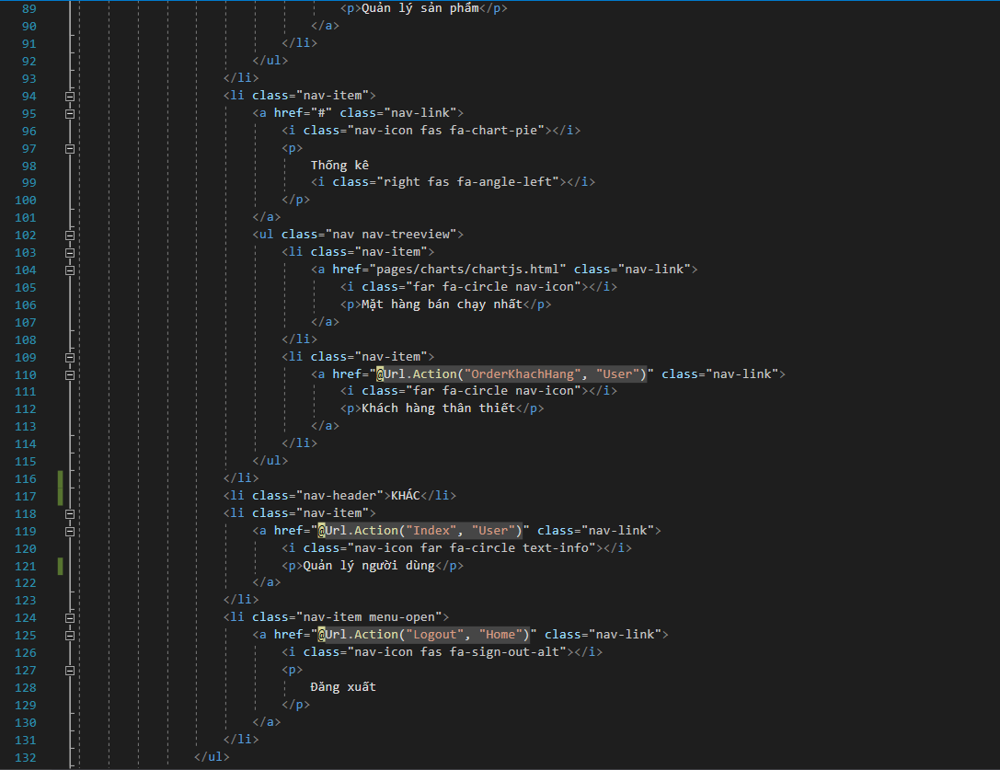 89 <p>Quản lý sản phẩm</p>
90 </a>
91 </li>
92 </ul>
93 </li>
94 <li class="nav-item">
95 <a href="#" class="nav-link">
96 <i class="nav-icon fas fa-chart-pie"></i>
97 <p>
98 Thống kê
99 <i class="right fas fa-angle-left"></i>
100 </p>
101 </a>
102 <ul class="nav nav-treeview">
103 <li class="nav-item">
104 <a href="pages/charts/chartjs.html" class="nav-link">
105 <i class="far fa-circle nav-icon"></i>
106 <p>Mặt hàng bán chạy nhất</p>
107 </a>
108 </li>
109 <li class="nav-item">
110 <a href="@Url.Action("OrderKhachHang", "User")" class="nav-link">
111 <i class="far fa-circle nav-icon"></i>
112 <p>Khách hàng thân thiết</p>
113 </a>
114 </li>
115 </ul>
116 </li>
117 <li class="nav-header">KHÁC</li>
118 <li class="nav-item">
119 <a href="@Url.Action("Index", "User")" class="nav-link">
120 <i class="nav-icon far fa-circle text-info"></i>
121 <p>Quản lý người dùng</p>
122 </a>
123 </li>
124 <li class="nav-item menu-open">
125 <a href="@Url.Action("Logout", "Home")" class="nav-link">
126 <i class="nav-icon fas fa-sign-out-alt"></i>
127 <p>
128 Đăng xuất
129 </p>
130 </a>
131 </li>
132 </ul>